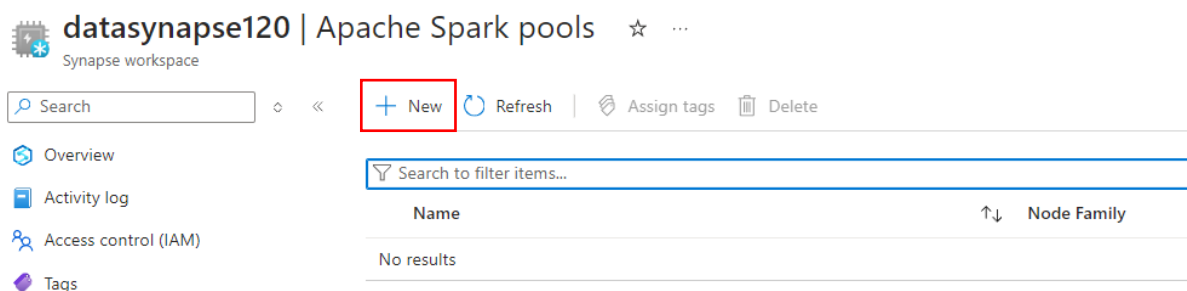 datasynapse120 | Apache Spark pools
Synapse workspace
Search
New
Refresh
Assign tags
Delete
Overview
Activity log
Access control (IAM)
Tags
Search to filter items...
Name
Node Family
No results